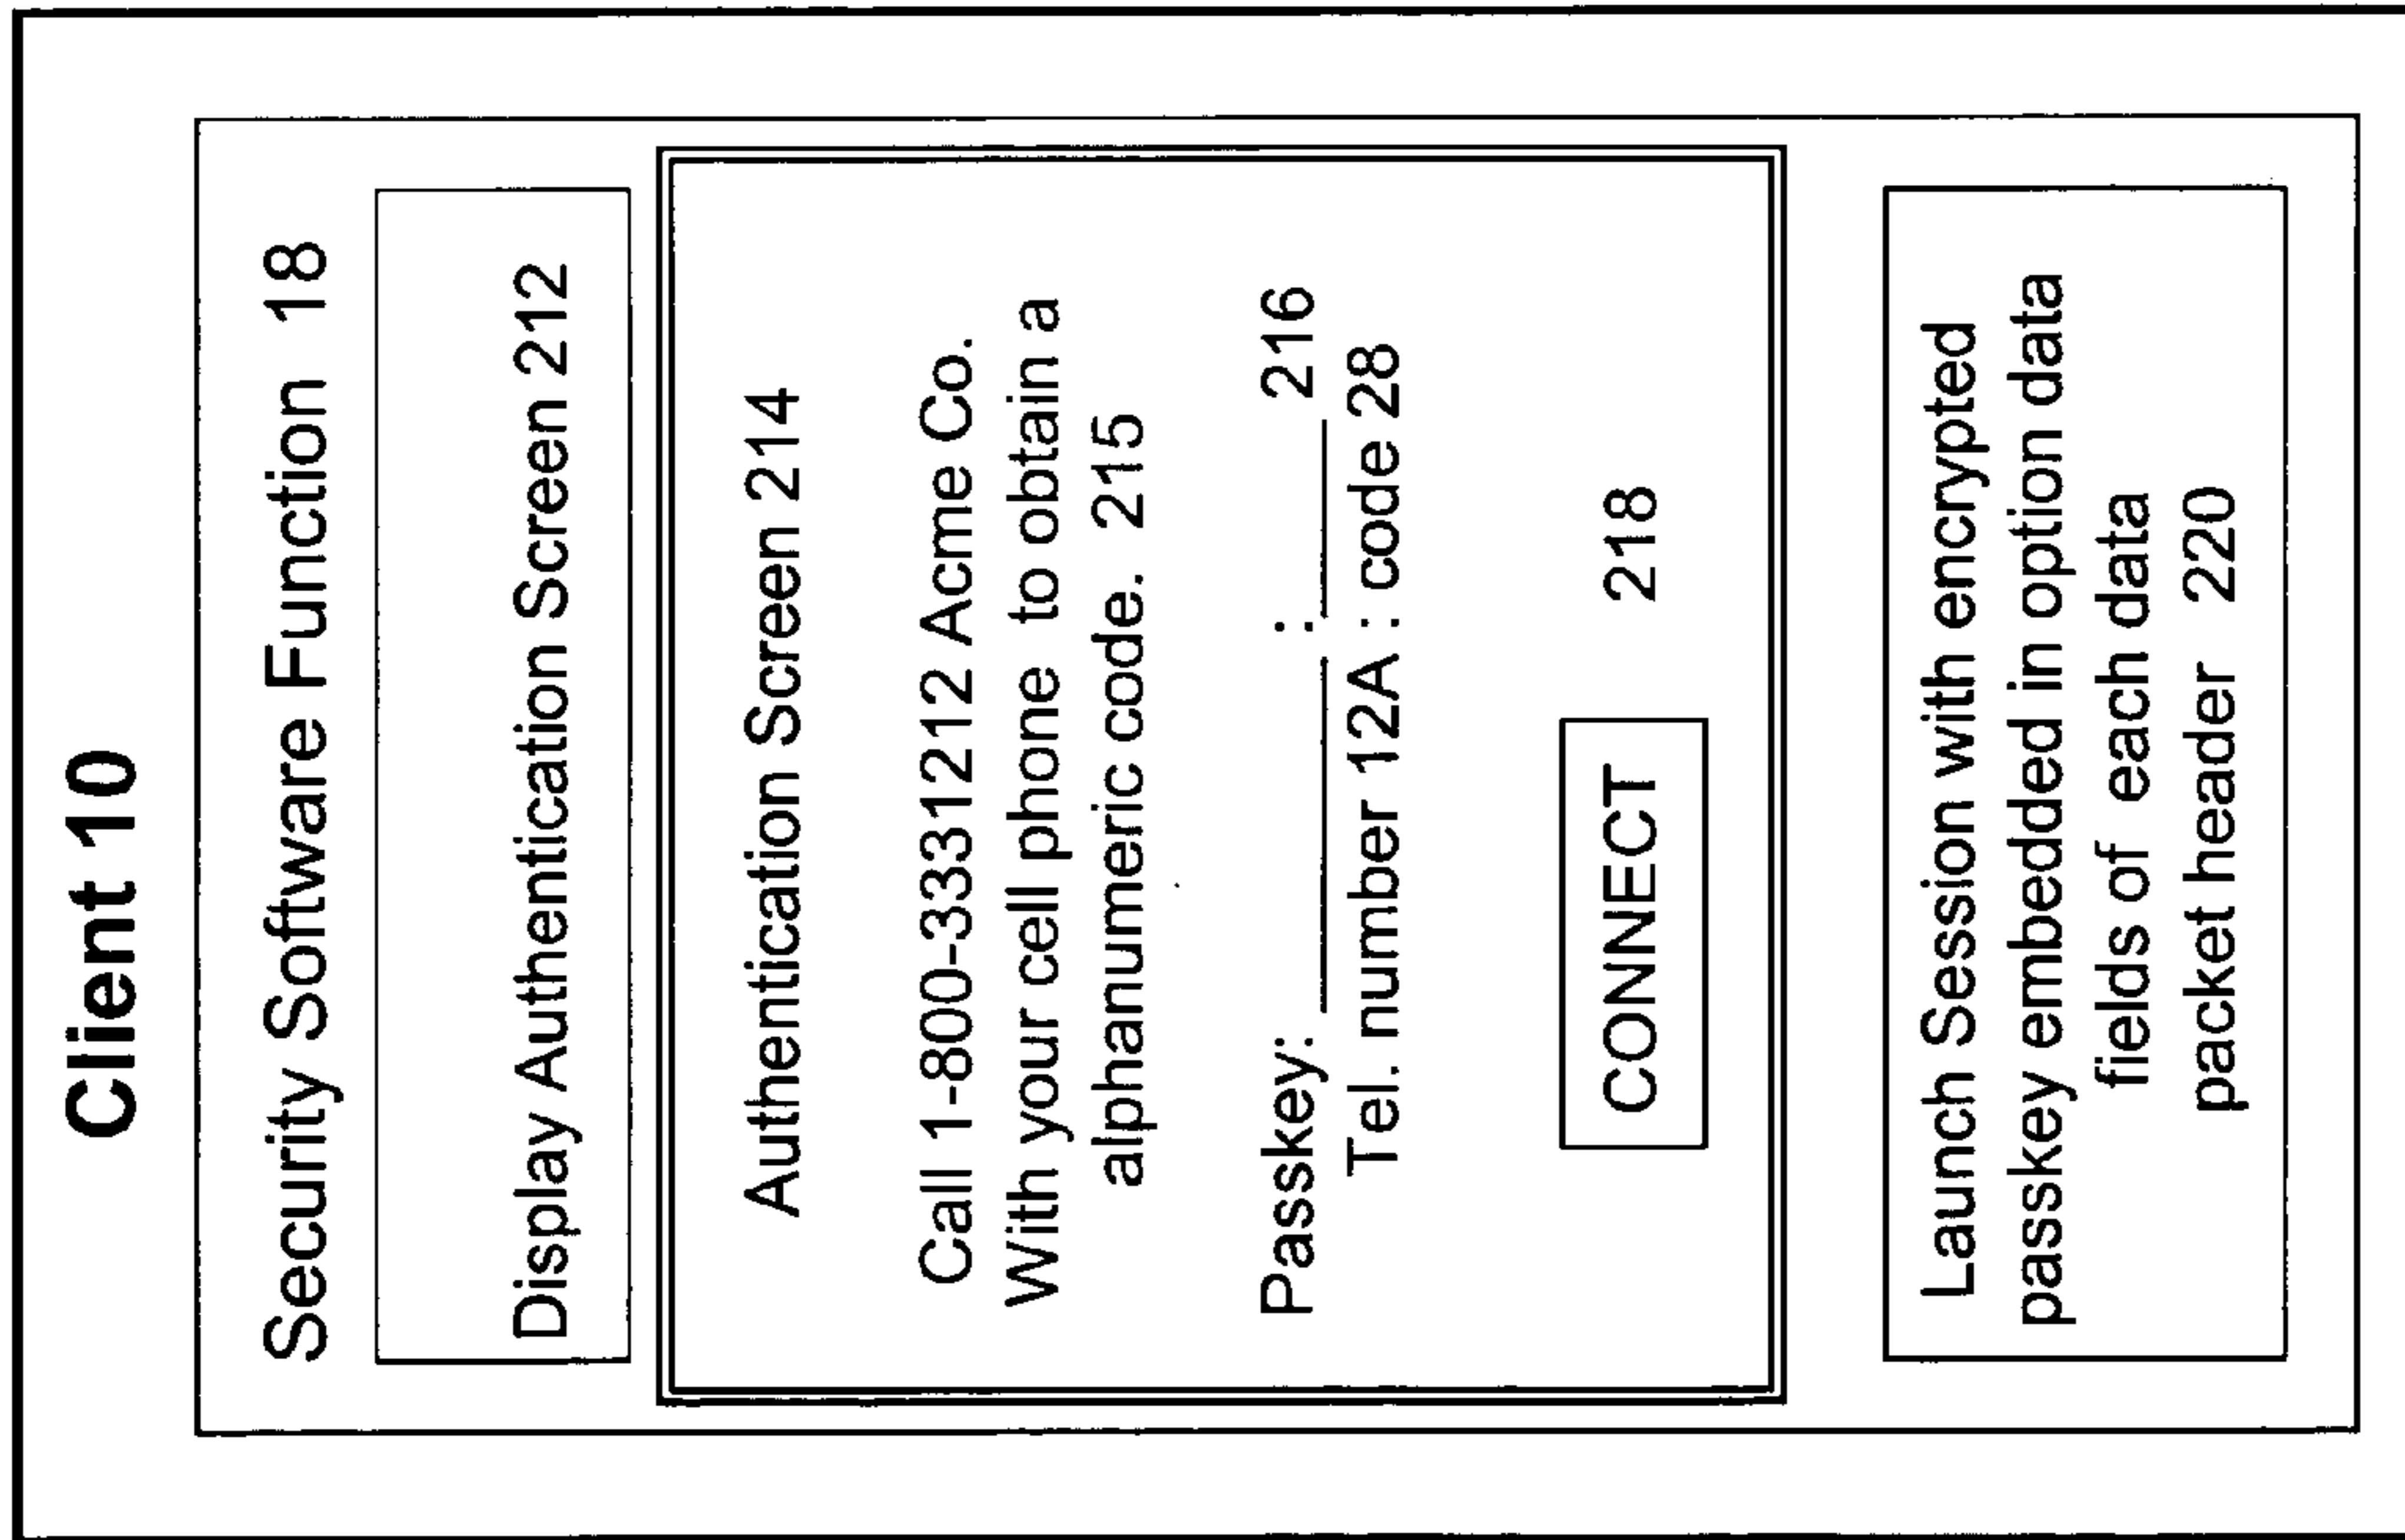 Client 10
Security Software Function 18
Display Authentication Screen 212
Authentication Screen 214
Call 1-800-3331212 Acme Co.
With your cell phone to obtain a
alphanumeric code. 215
Passkey: ________ : ______ 216
Tel. number 12A : code 28
CONNECT 218
Launch Session with encrypted
passkey embedded in option data
fields of each data
packet header 220